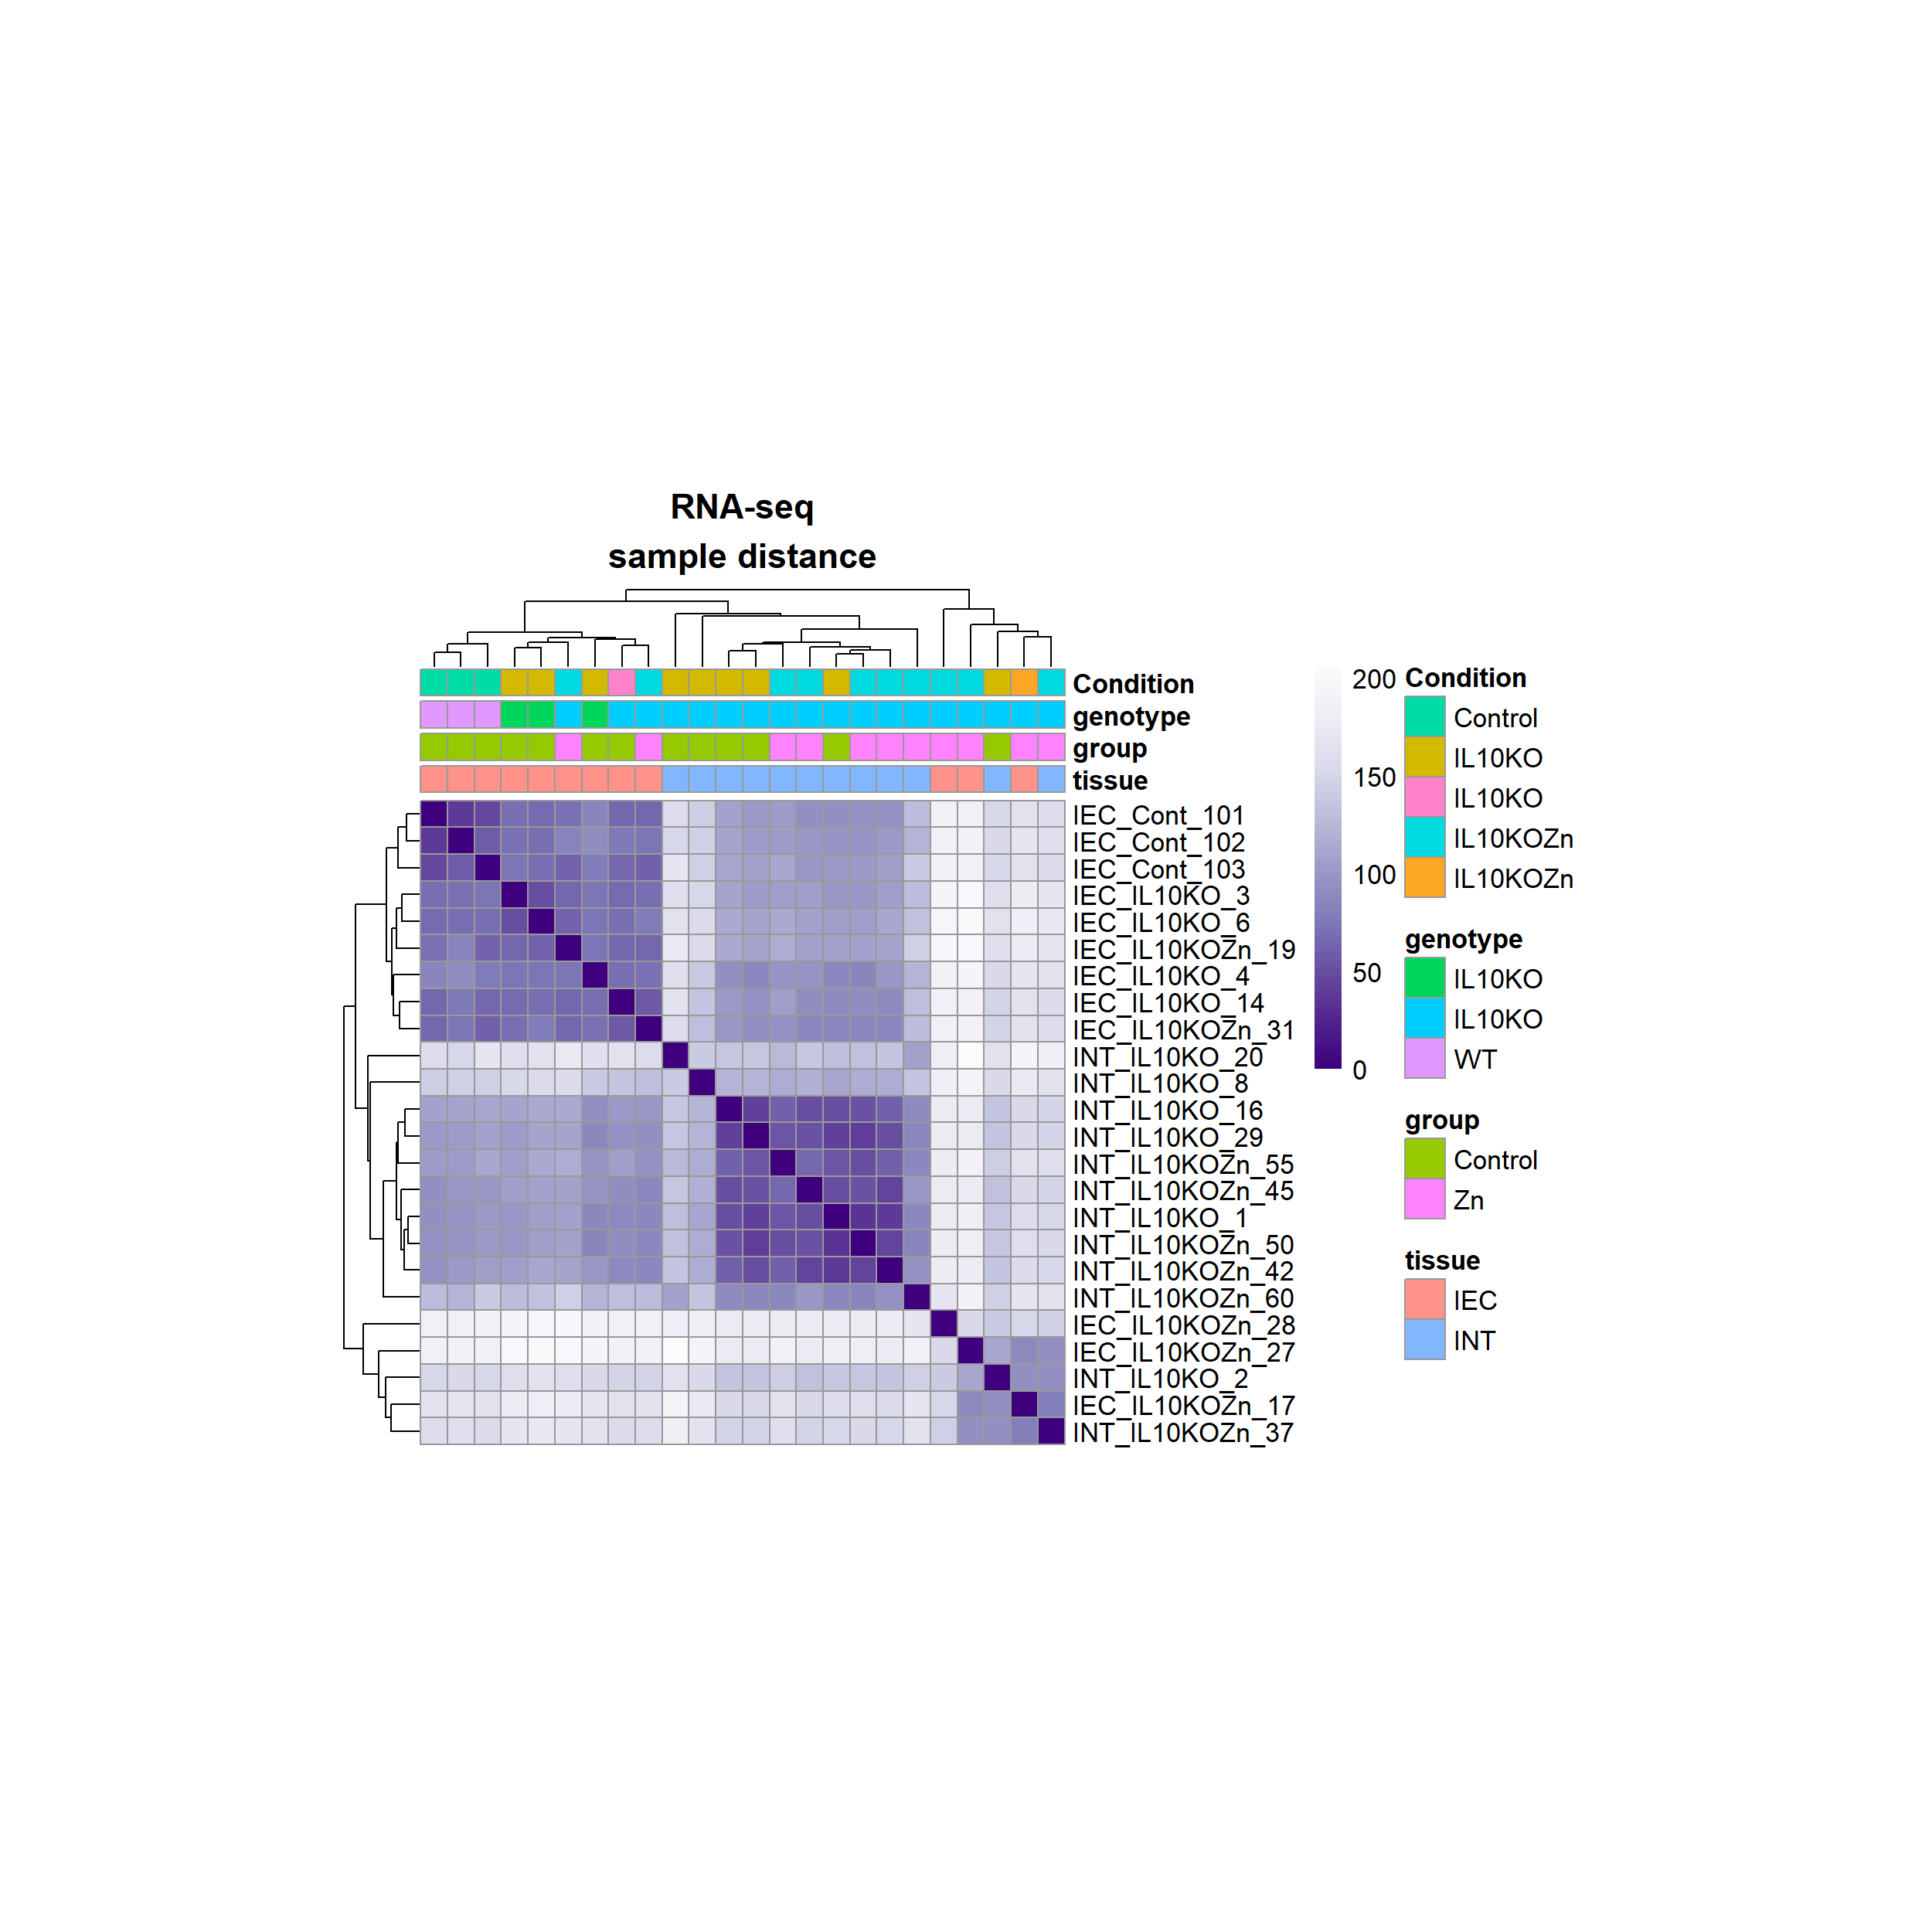 RNA-seq
sample distance
Condition
genotype
group
tissue
IEC_Cont_101
IEC_Cont_102
IEC_Cont_103
IEC_IL10KO_3
IEC_IL10KO_6
IEC_IL10KOZn_19
IEC_IL10KO_4
IEC_IL10KO_14
IEC_IL10KOZn_31
INT_IL10KO_20
INT_IL10KO_8
INT_IL10KO_16
INT_IL10KO_29
INT_IL10KOZn_55
INT_IL10KOZn_45
INT_IL10KO_1
INT_IL10KOZn_50
INT_IL10KOZn_42
INT_IL10KOZn_60
IEC_IL10KOZn_28
IEC_IL10KOZn_27
INT_IL10KO_2
IEC_IL10KOZn_17
INT_IL10KOZn_37
200
150
100
50
0
Condition
Control
IL10KO
IL10KO
IL10KOZn
IL10KOZn
genotype
IL10KO
IL10KO
WT
group
Control
Zn
tissue
IEC
INT